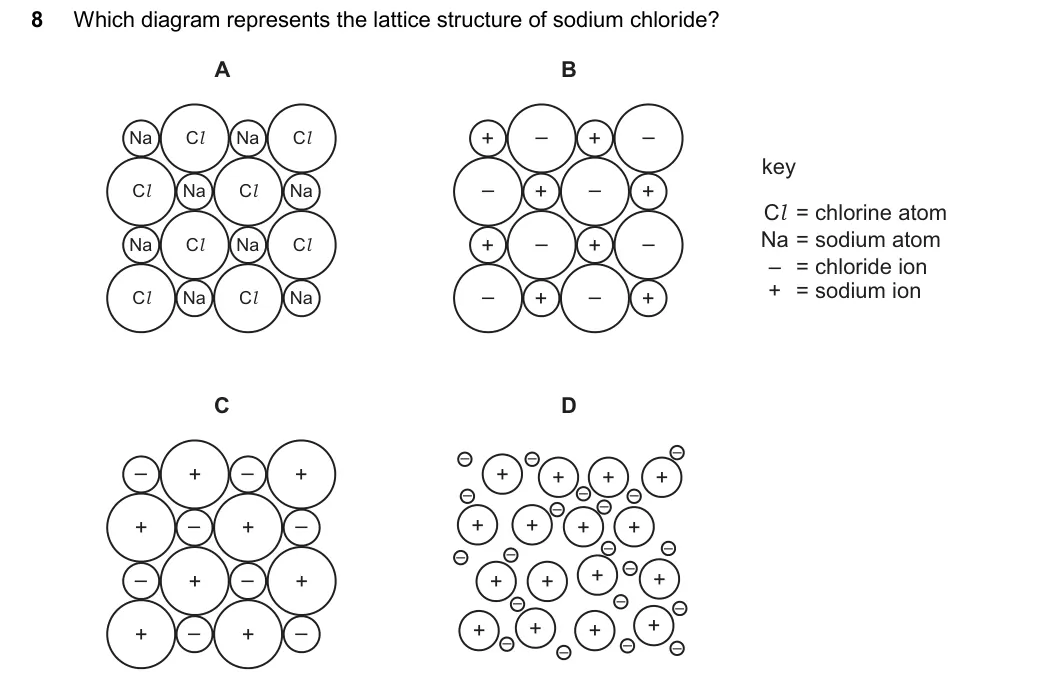 8 Which diagram represents the lattice structure of sodium chloride?
A B
Na Cl Na Cl
Cl Na Cl Na
Na Cl Na Cl
Cl Na Cl Na
+ − + −
− + − +
+ − + −
− + − +
key
Cl = chlorine atom
Na = sodium atom
− = chloride ion
+ = sodium ion
C D
− + − +
+ − + −
− + − +
+ − + −
− − −
+ + + +
− − −
− −
+ + + +
− − − −
− −
+ + + +
− − −
+ + + +
− − − −